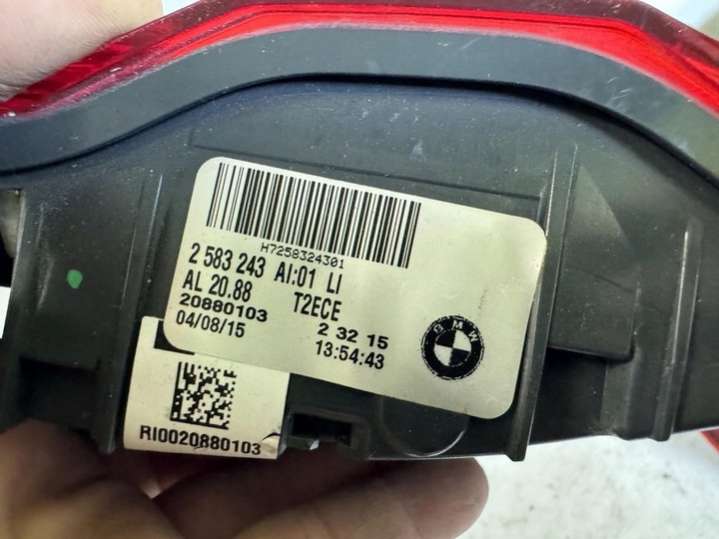 H7258324301
2 583 243 AI:01 LI
AL 20.88 T2ECE
20880103 2 32 15
04/08/15 13:54:43
BMW
RI0020880103